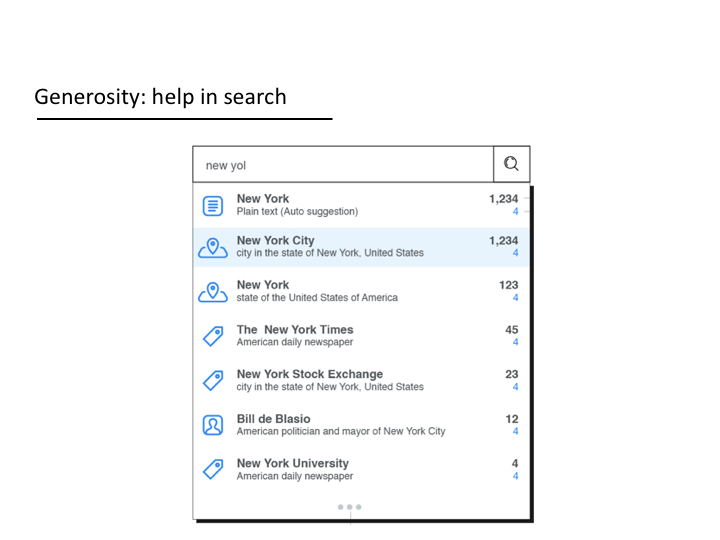 Generosity: help in search
new yol
New York 1,234
Plain text (Auto suggestion) 4
New York City 1,234
city in the state of New York, United States 4
New York 123
state of the United States of America 4
The New York Times 45
American daily newspaper 4
New York Stock Exchange 23
city in the state of New York, United States 4
Bill de Blasio 12
American politician and mayor of New York City 4
New York University 4
American daily newspaper 4